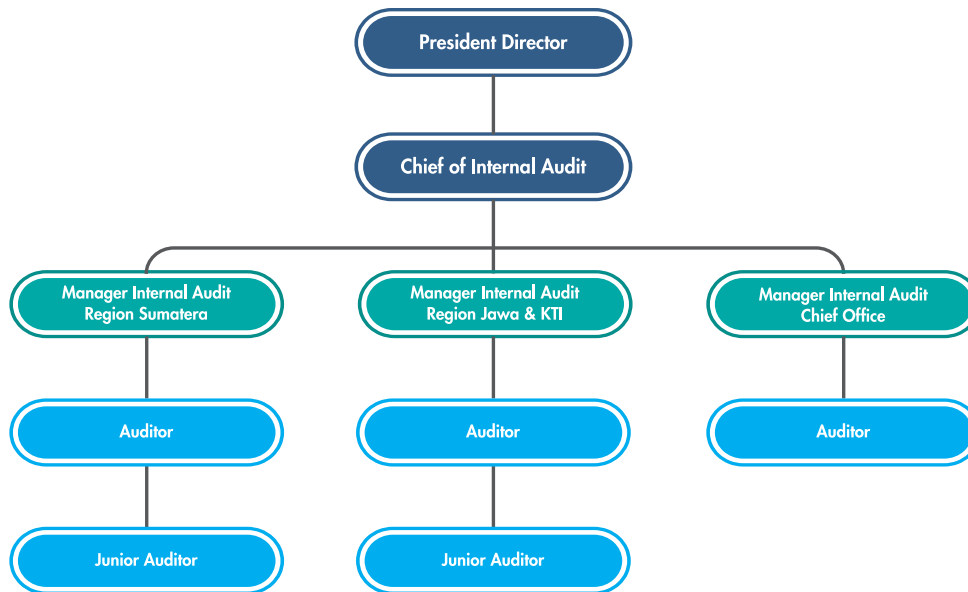 President Director
Chief of Internal Audit
Manager Internal Audit
Region Sumatera
Manager Internal Audit
Region Jawa & KTI
Manager Internal Audit
Chief Office
Auditor
Auditor
Auditor
Junior Auditor
Junior Auditor